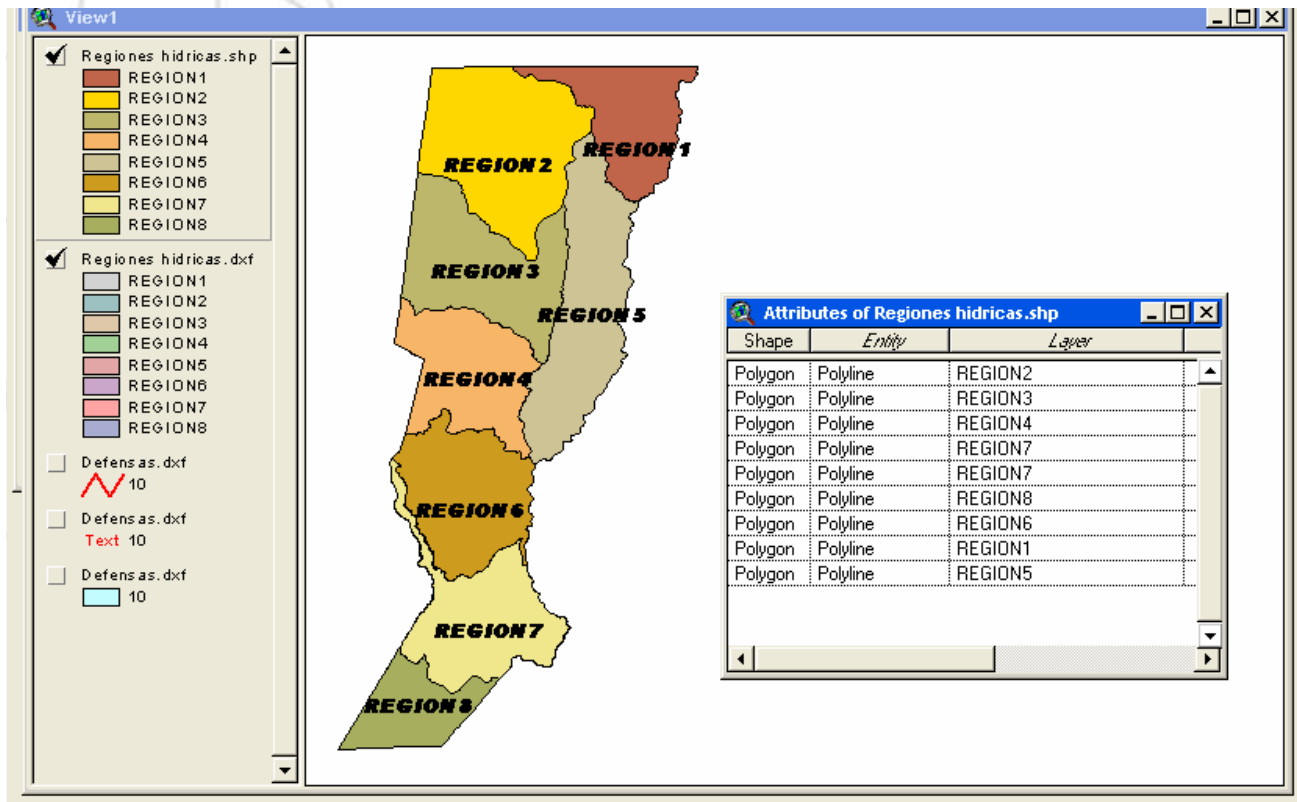 View1
Regiones hidricas.shp
REGION1
REGION2
REGION3
REGION4
REGION5
REGION6
REGION7
REGION8
Regiones hidricas.dxf
REGION1
REGION2
REGION3
REGION4
REGION5
REGION6
REGION7
REGION8
Defensas.dxf
10
Defensas.dxf
Text 10
Defensas.dxf
10
REGION 1
REGION 2
REGION 3
REGION 5
REGION 4
REGION 6
REGION 7
REGION 8
Attributes of Regiones hidricas.shp
Shape Entity Layer
Polygon Polyline REGION2
Polygon Polyline REGION3
Polygon Polyline REGION4
Polygon Polyline REGION7
Polygon Polyline REGION7
Polygon Polyline REGION8
Polygon Polyline REGION6
Polygon Polyline REGION1
Polygon Polyline REGION5